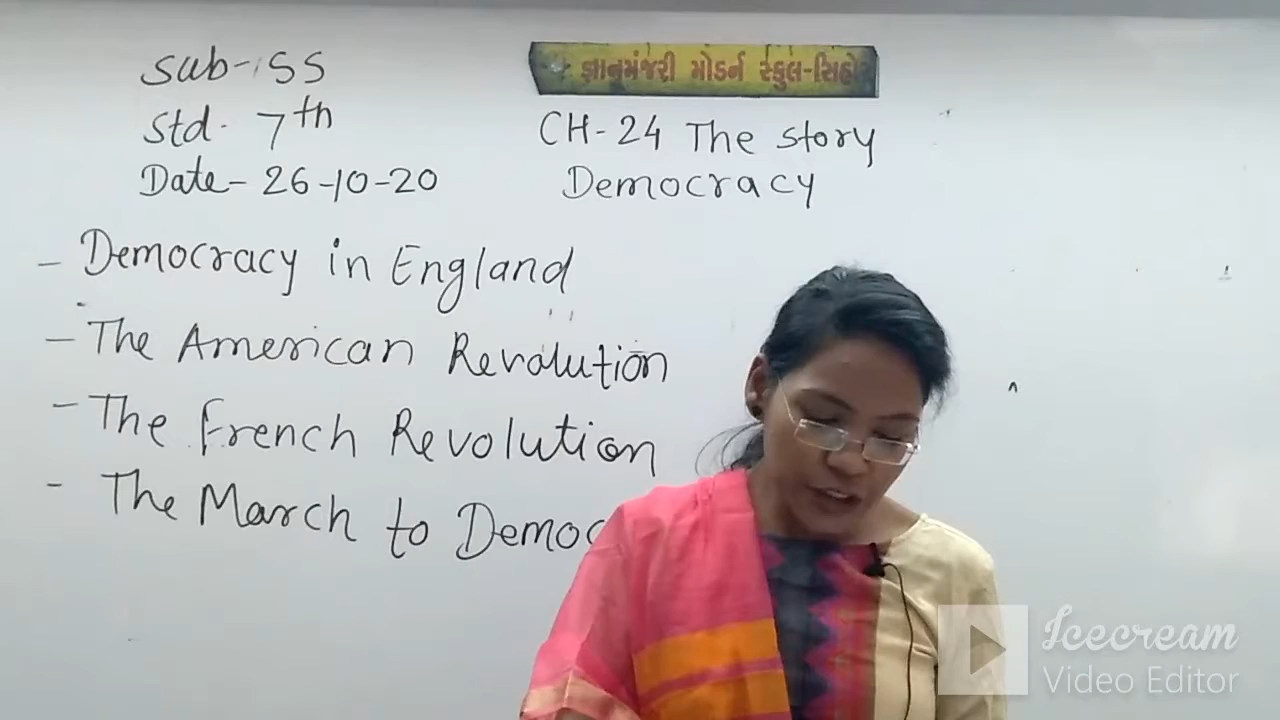 Sub-SS
Std. 7th
Date- 26-10-20
જ્ઞાનમંજરી મોડર્ન સ્કુલ-સિહોર
CH-24 The story
Democracy
- Democracy in England
- The American Revolution
- The French Revolution
- The March to Democ
Icecream
Video Editor